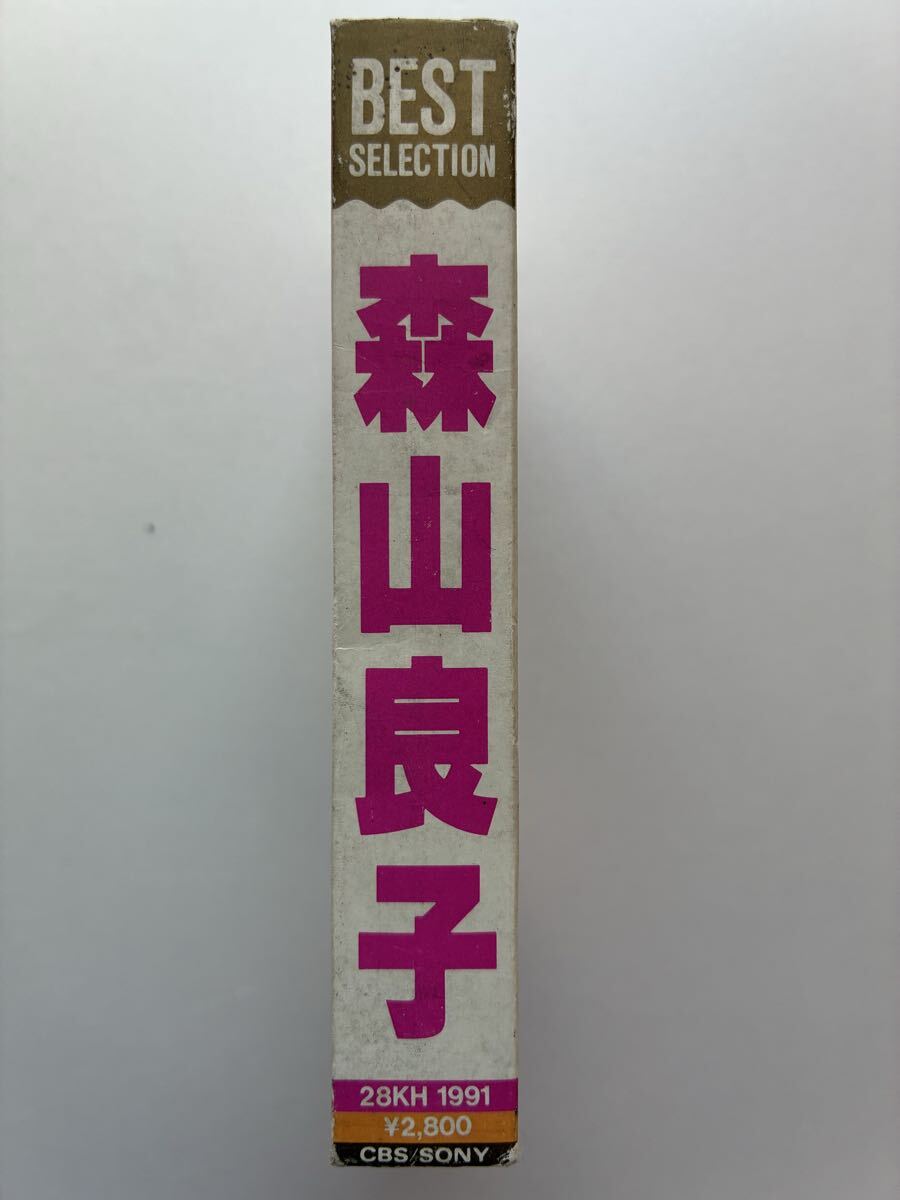 BEST
SELECTION
森山良子
28KH 1991
¥2,800
CBS/SONY